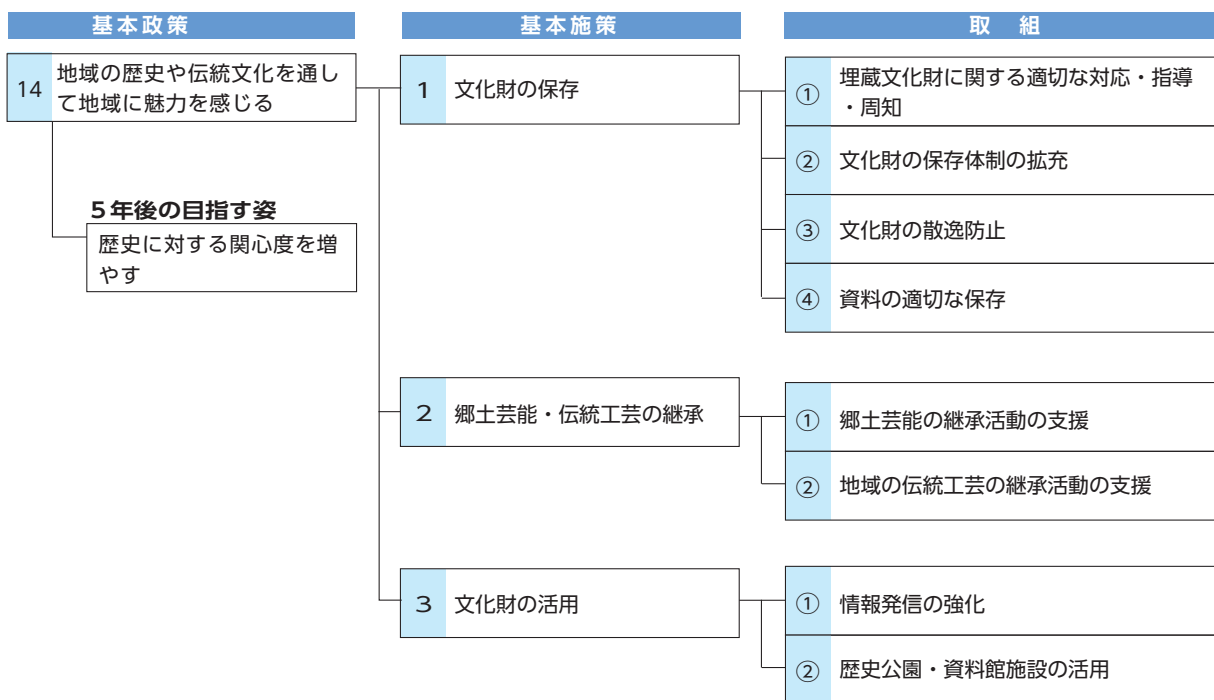 基本政策
基本施策
取　組
14
地域の歴史や伝統文化を通し
て地域に魅力を感じる
5年後の目指す姿
歴史に対する関心度を増
やす
1
文化財の保存
①
埋蔵文化財に関する適切な対応・指導
・周知
②
文化財の保存体制の拡充
③
文化財の散逸防止
④
資料の適切な保存
2
郷土芸能・伝統工芸の継承
①
郷土芸能の継承活動の支援
②
地域の伝統工芸の継承活動の支援
3
文化財の活用
①
情報発信の強化
②
歴史公園・資料館施設の活用